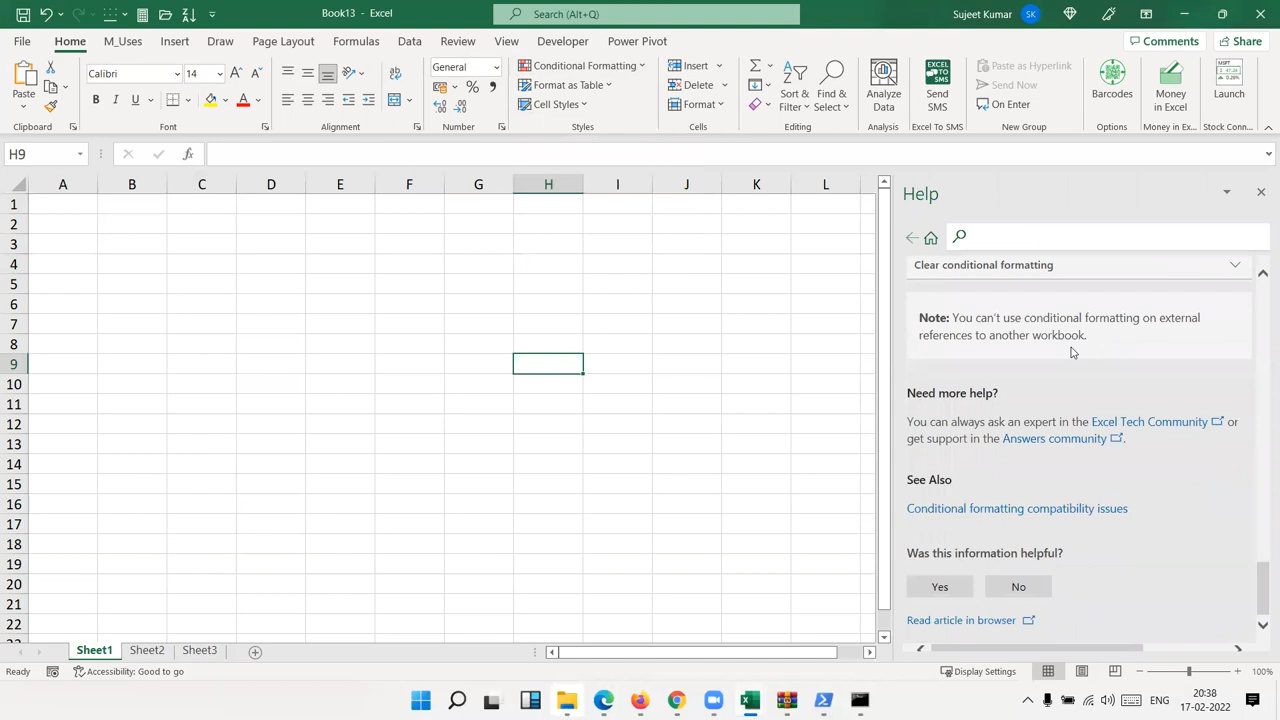 Book13 - Excel
Search (Alt+Q)
Sujeet Kumar
SK
File
Home
M_Uses
Insert
Draw
Page Layout
Formulas
Data
Review
View
Developer
Help
Power Pivot
Comments
Share
Paste
Clipboard
Calibri
14
B
I
U
Font
Alignment
General
Number
Conditional Formatting
Format as Table
Cell Styles
Styles
Insert
Delete
Format
Cells
Sort &
Filter
Find &
Select
Editing
Analyze
Data
Analysis
EXCEL
TO
SMS
Send
SMS
Excel To SMS
Paste as Hyperlink
Send Now
On Enter
New Group
Barcodes
Options
Money
in Excel
Money in Ex...
Launch
Stock Conn...
H9
fx
A B C D E F G H I J K L
1
2
3
4
5
6
7
8
9
10
11
12
13
14
15
16
17
18
19
20
21
22
Help
Clear conditional formatting
Note: You can't use conditional formatting on external
references to another workbook.
Need more help?
You can always ask an expert in the Excel Tech Community or
get support in the Answers community.
See Also
Conditional formatting compatibility issues
Was this information helpful?
Yes
No
Read article in browser
Sheet1
Sheet2
Sheet3
Ready
Accessibility: Good to go
Display Settings
100%
ENG
20:38
17-02-2022